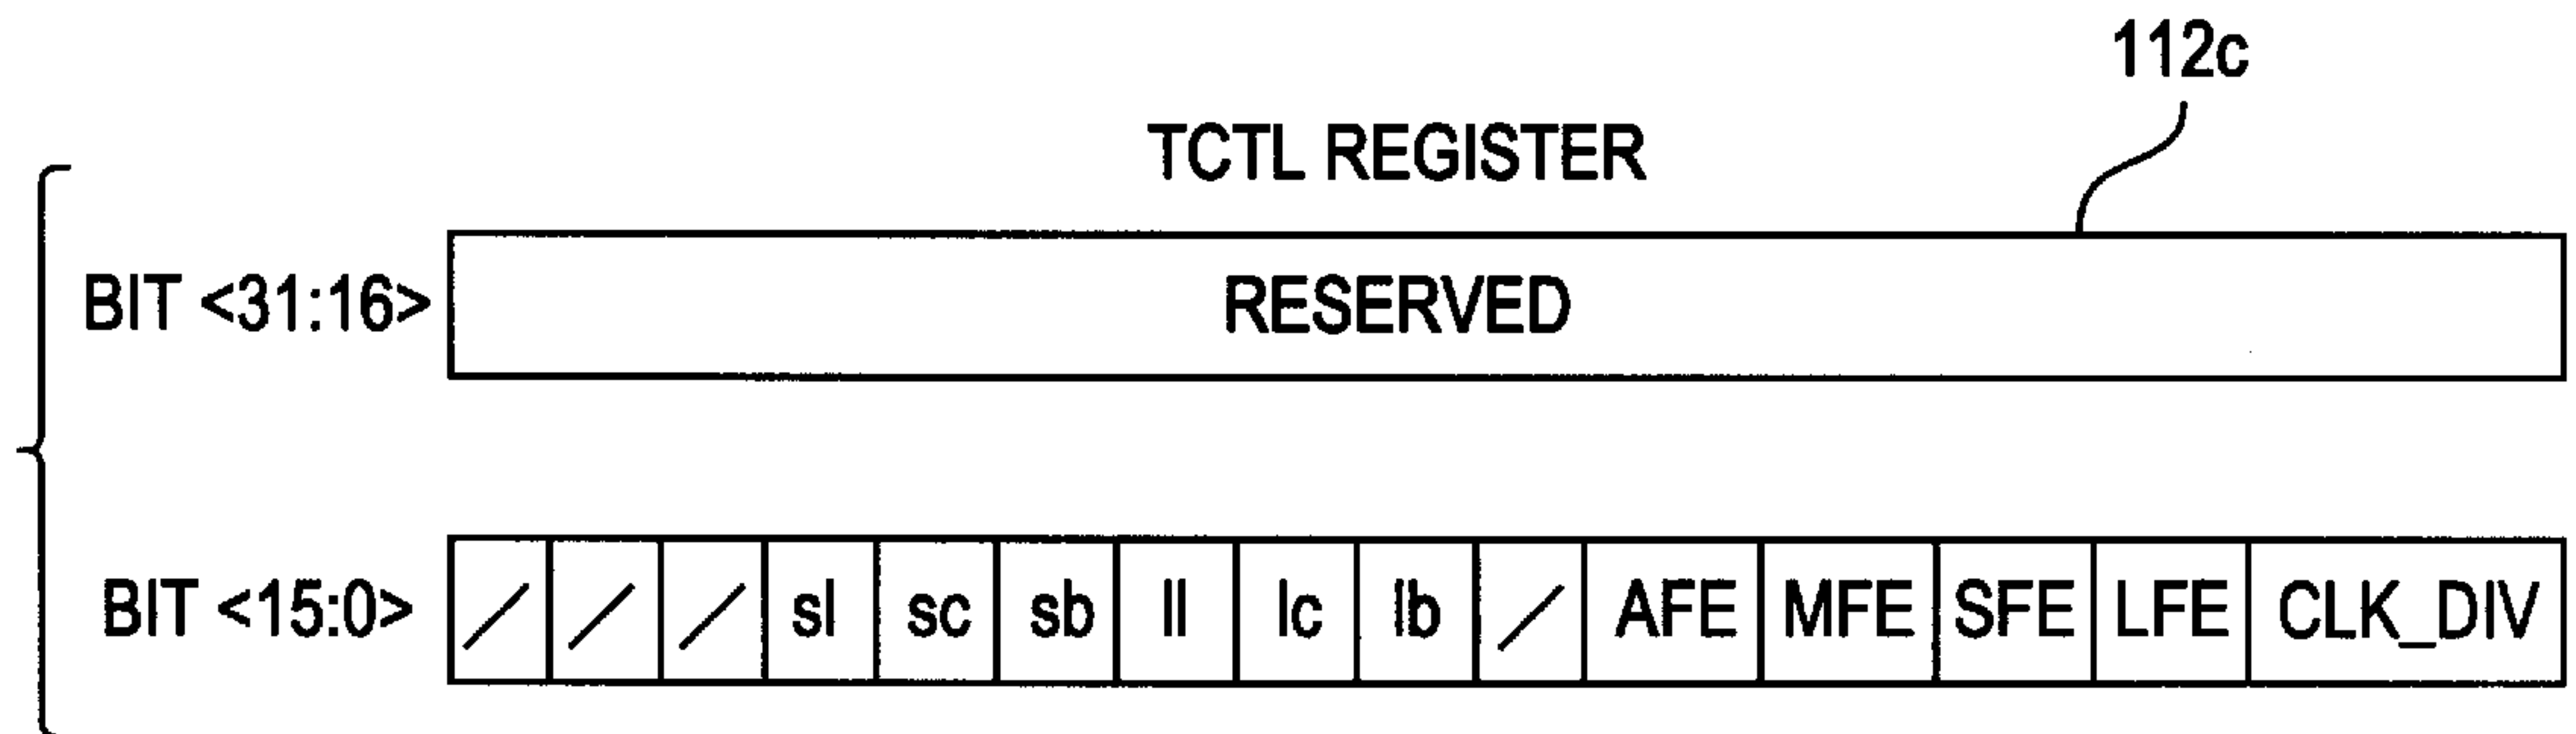 112c
TCTL REGISTER
BIT <31:16> RESERVED
BIT <15:0> / / / sl sc sb ll lc lb / AFE MFE SFE LFE CLK_DIV